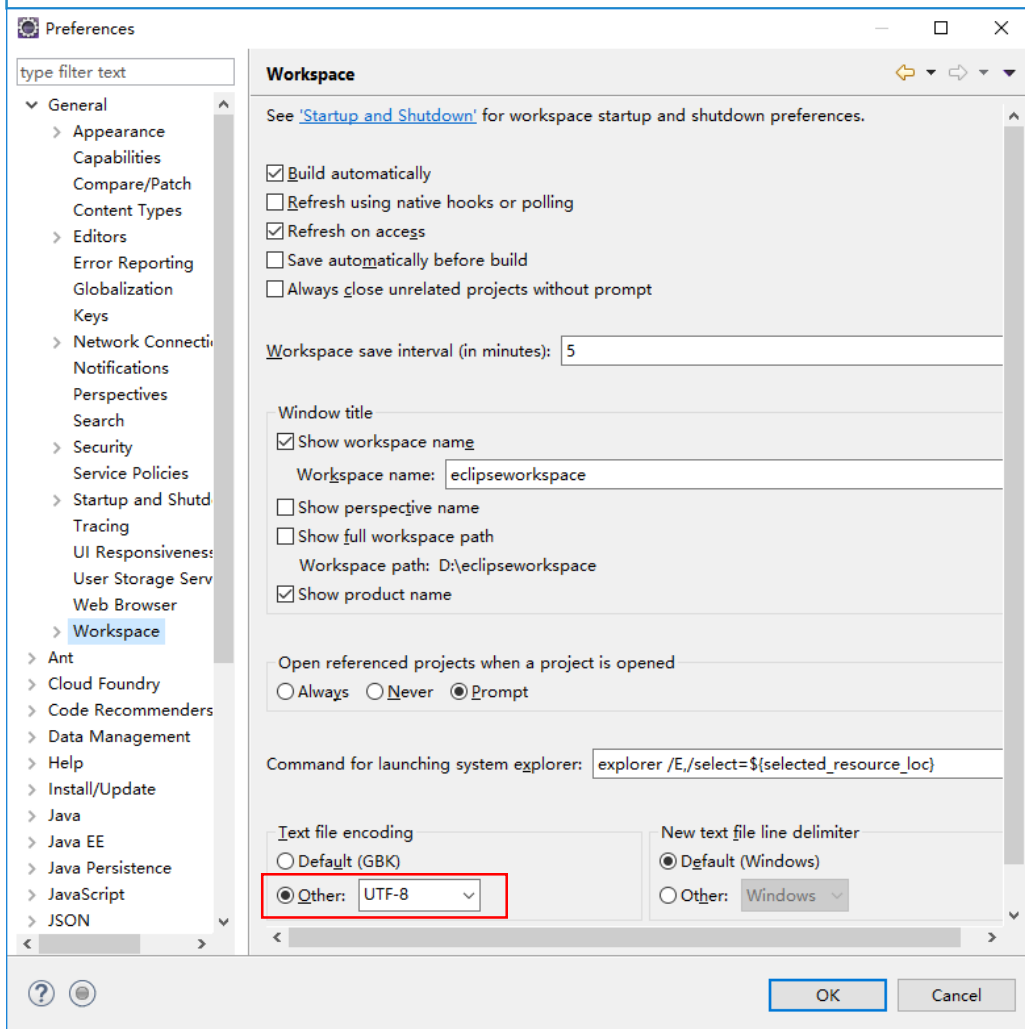 Preferences
type filter text
General
Appearance
Capabilities
Compare/Patch
Content Types
Editors
Error Reporting
Globalization
Keys
Network Connecti
Notifications
Perspectives
Search
Security
Service Policies
Startup and Shutd
Tracing
UI Responsiveness
User Storage Serv
Web Browser
Workspace
Ant
Cloud Foundry
Code Recommenders
Data Management
Help
Install/Update
Java
Java EE
Java Persistence
JavaScript
JSON
Workspace
See 'Startup and Shutdown' for workspace startup and shutdown preferences.
Build automatically
Refresh using native hooks or polling
Refresh on access
Save automatically before build
Always close unrelated projects without prompt
Workspace save interval (in minutes): 5
Window title
Show workspace name
Workspace name: eclipseworkspace
Show perspective name
Show full workspace path
Workspace path: D:\eclipseworkspace
Show product name
Open referenced projects when a project is opened
Always Never Prompt
Command for launching system explorer: explorer /E,/select=${selected_resource_loc}
Text file encoding
Default (GBK)
Other: UTF-8
New text file line delimiter
Default (Windows)
Other: Windows
?
OK Cancel